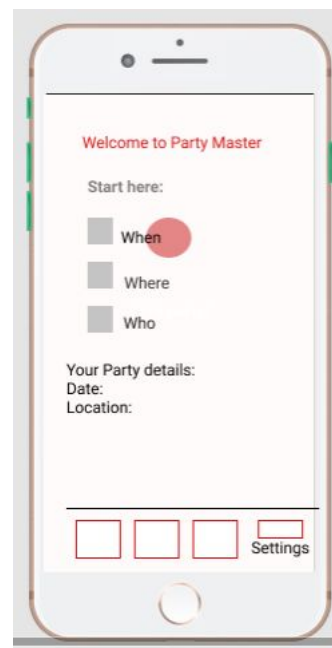 Welcome to Party Master
Start here:
When
Where
Who
Your Party details:
Date:
Location:
Settings